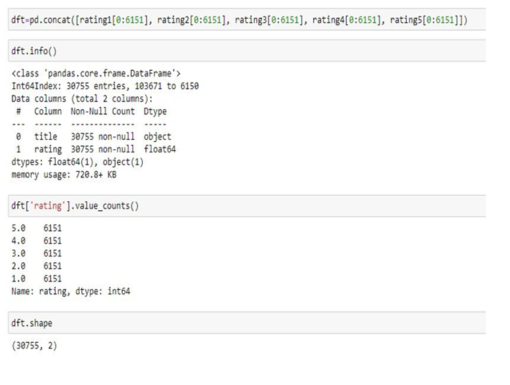 dft=pd.concat([rating1[0:6151], rating2[0:6151], rating3[0:6151], rating4[0:6151], rating5[0:6151]])
dft.info()
<class 'pandas.core.frame.DataFrame'>
Int64Index: 30755 entries, 103671 to 6150
Data columns (total 2 columns):
#   Column  Non-Null Count  Dtype
---  ------  --------------  -----
0   title   30755 non-null  object
1   rating  30755 non-null  float64
dtypes: float64(1), object(1)
memory usage: 720.8+ KB
dft['rating'].value_counts()
5.0    6151
4.0    6151
3.0    6151
2.0    6151
1.0    6151
Name: rating, dtype: int64
dft.shape
(30755, 2)